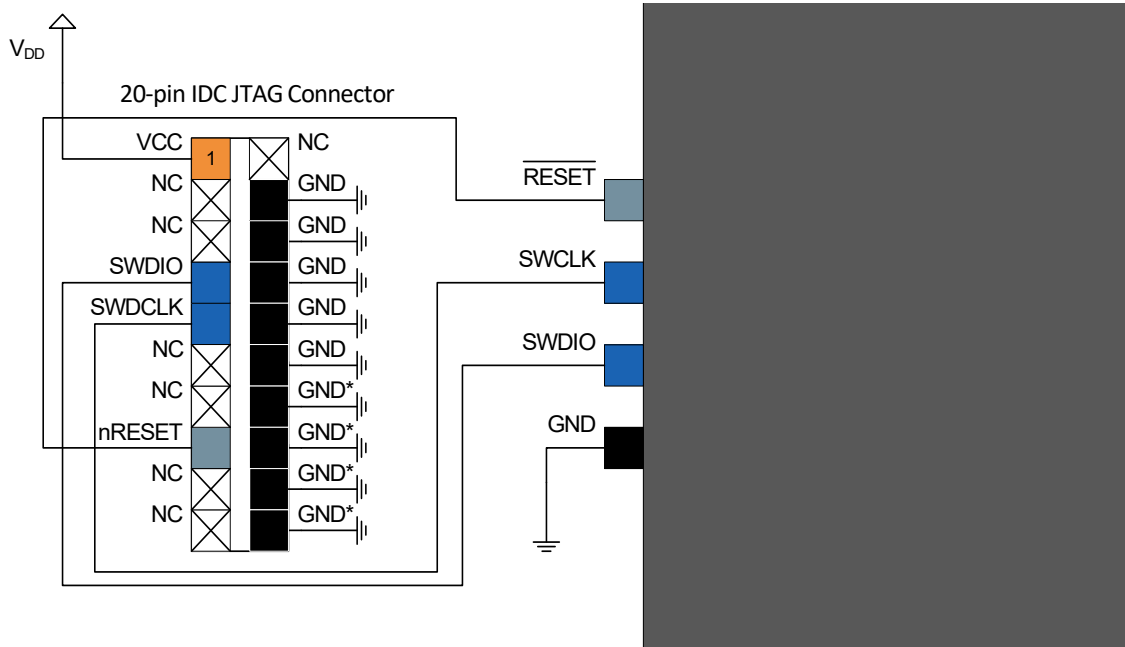 VDD
20-pin IDC JTAG Connector
VCC 1 NC
NC GND
NC GND
SWDIO GND
SWDCLK GND
NC GND
NC GND*
nRESET GND*
NC GND*
NC GND*
RESET
SWCLK
SWDIO
GND